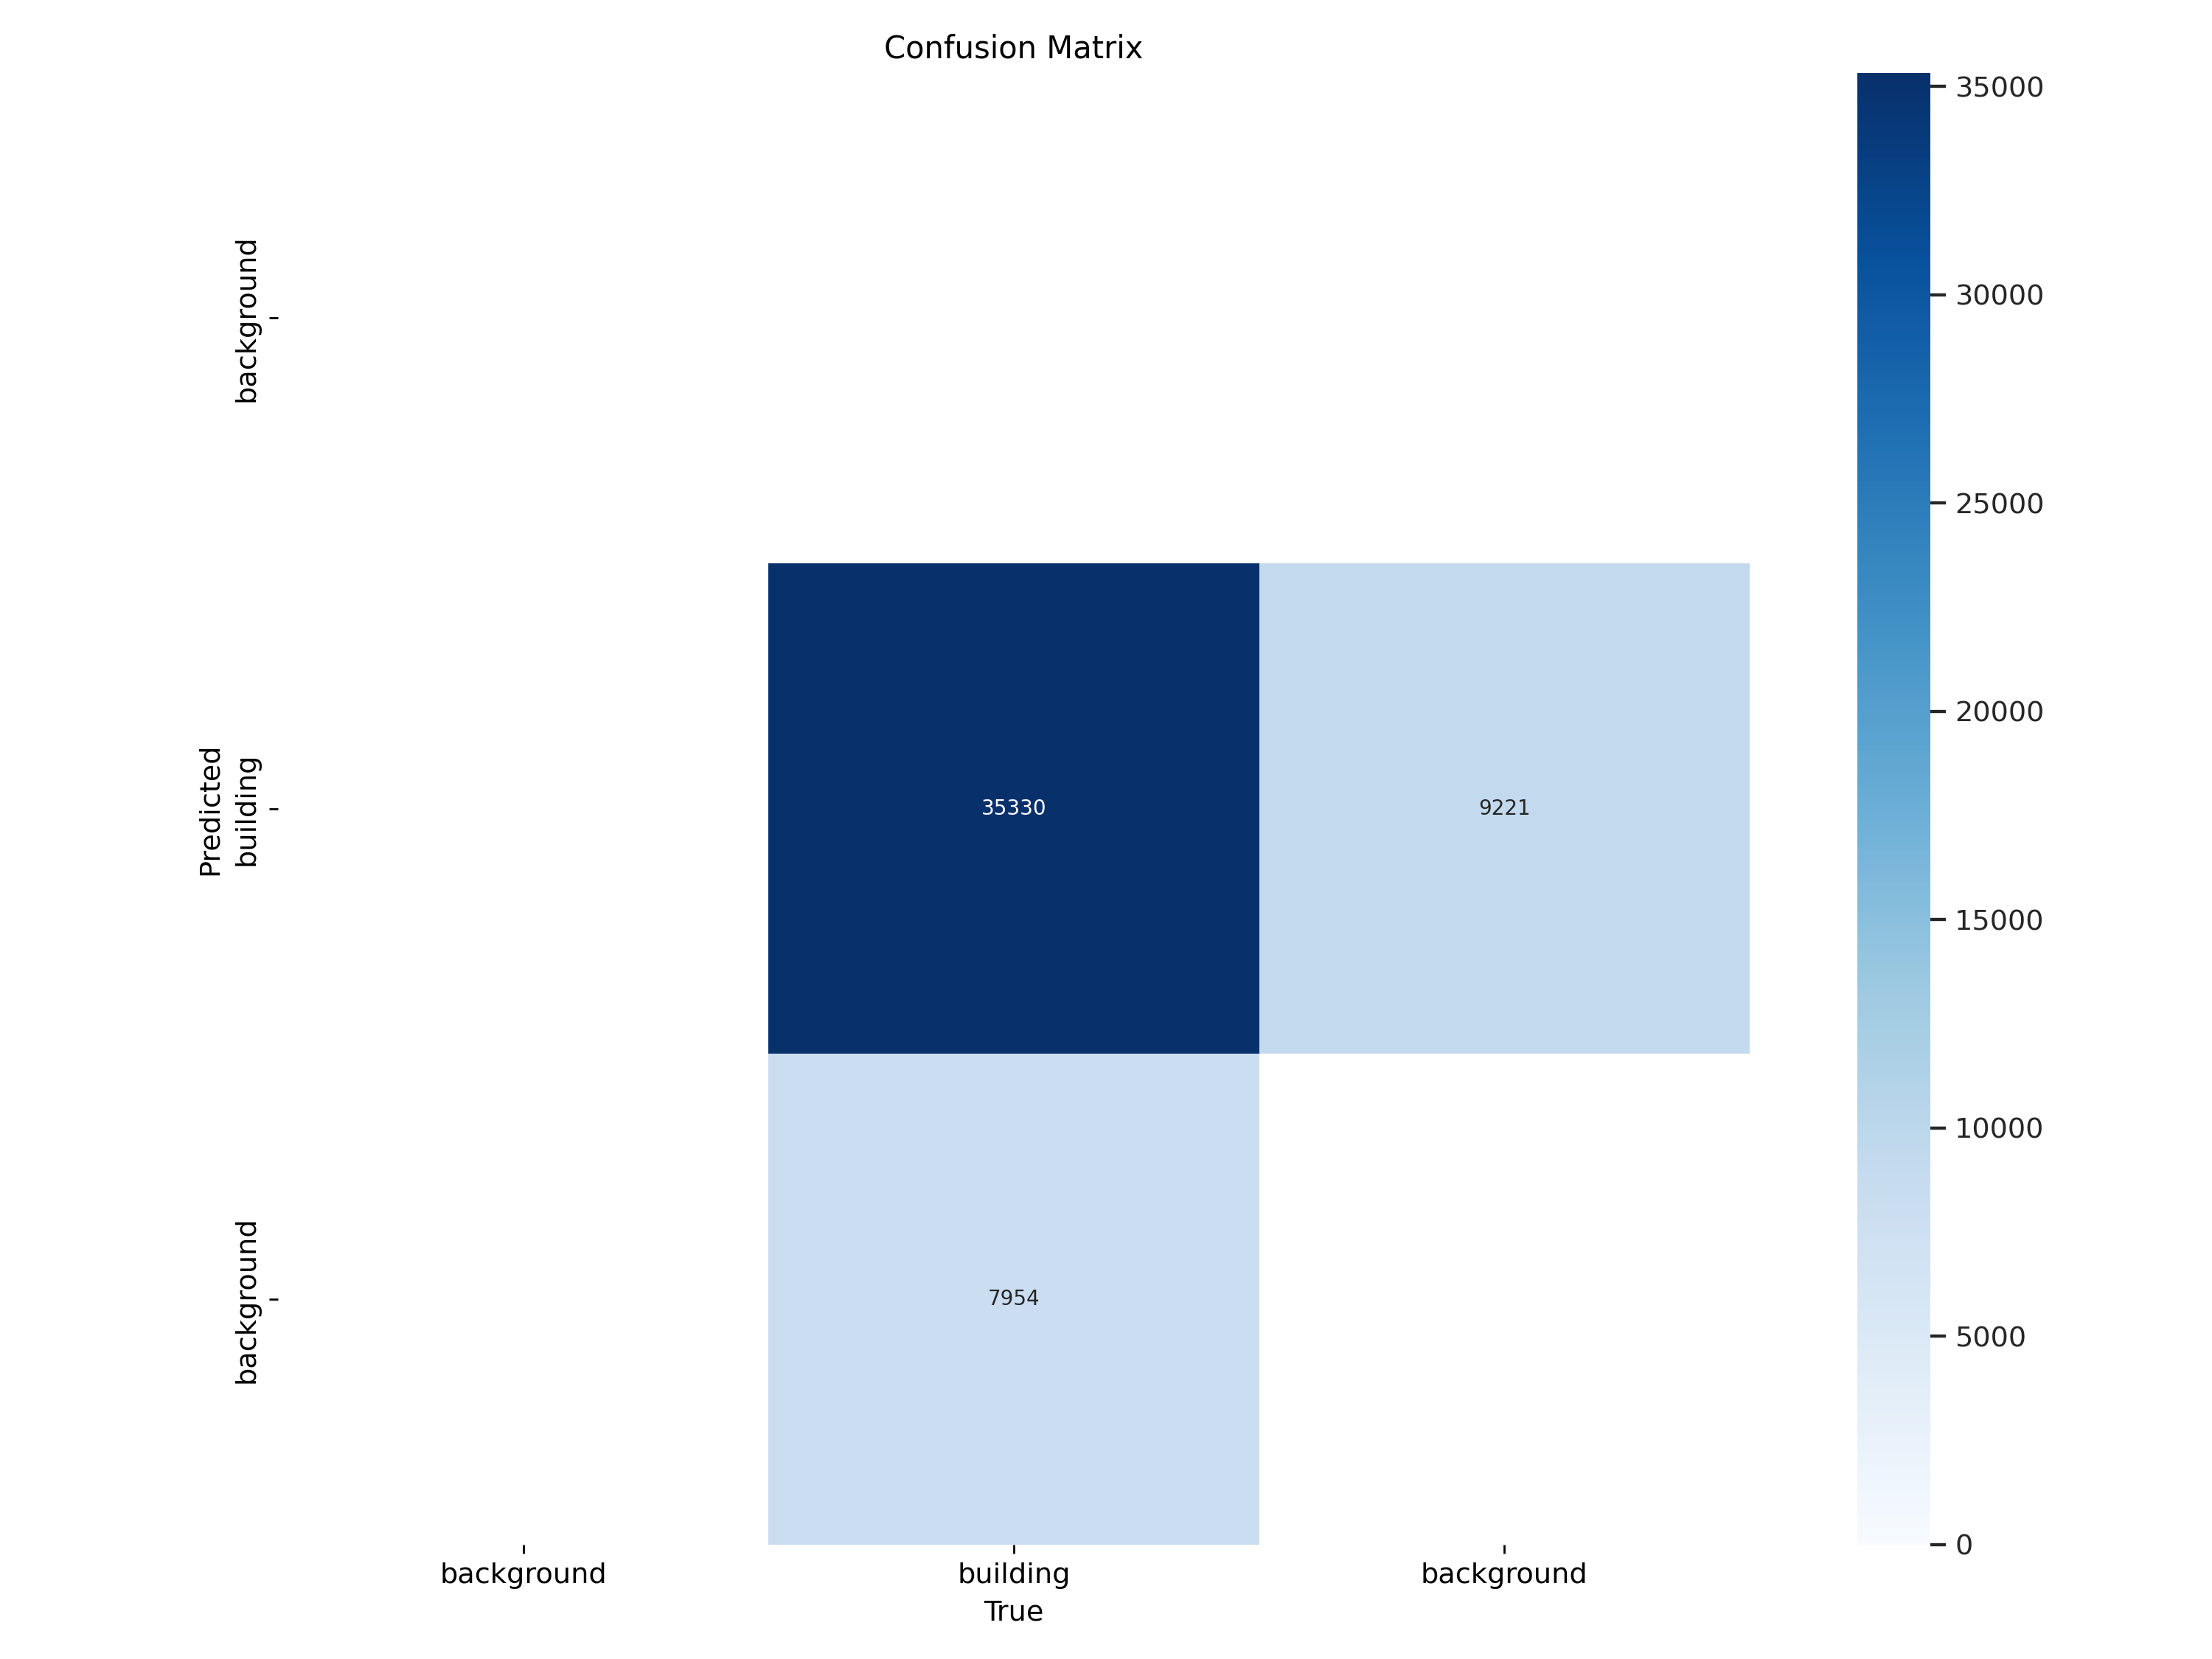 Confusion Matrix
background
Predicted
building
background
35330
9221
7954
background
building
background
True
35000
30000
25000
20000
15000
10000
5000
0